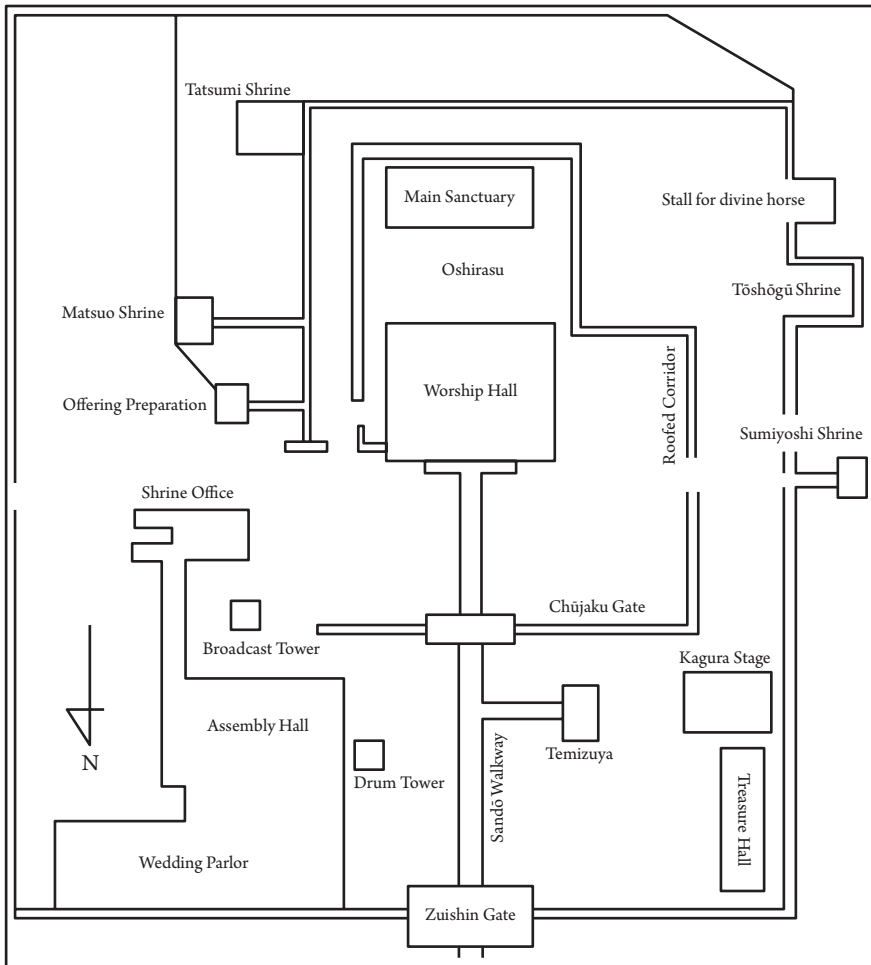 Tatsumi Shrine
Main Sanctuary
Stall for divine horse
Oshirasu
Tōshōgū Shrine
Matsuo Shrine
Worship Hall
Offering Preparation
Roofed Corridor
Sumiyoshi Shrine
Shrine Office
Chūjaku Gate
Broadcast Tower
Kagura Stage
Assembly Hall
N
Sandō Walkway
Temizuya
Drum Tower
Treasure Hall
Wedding Parlor
Zuishin Gate